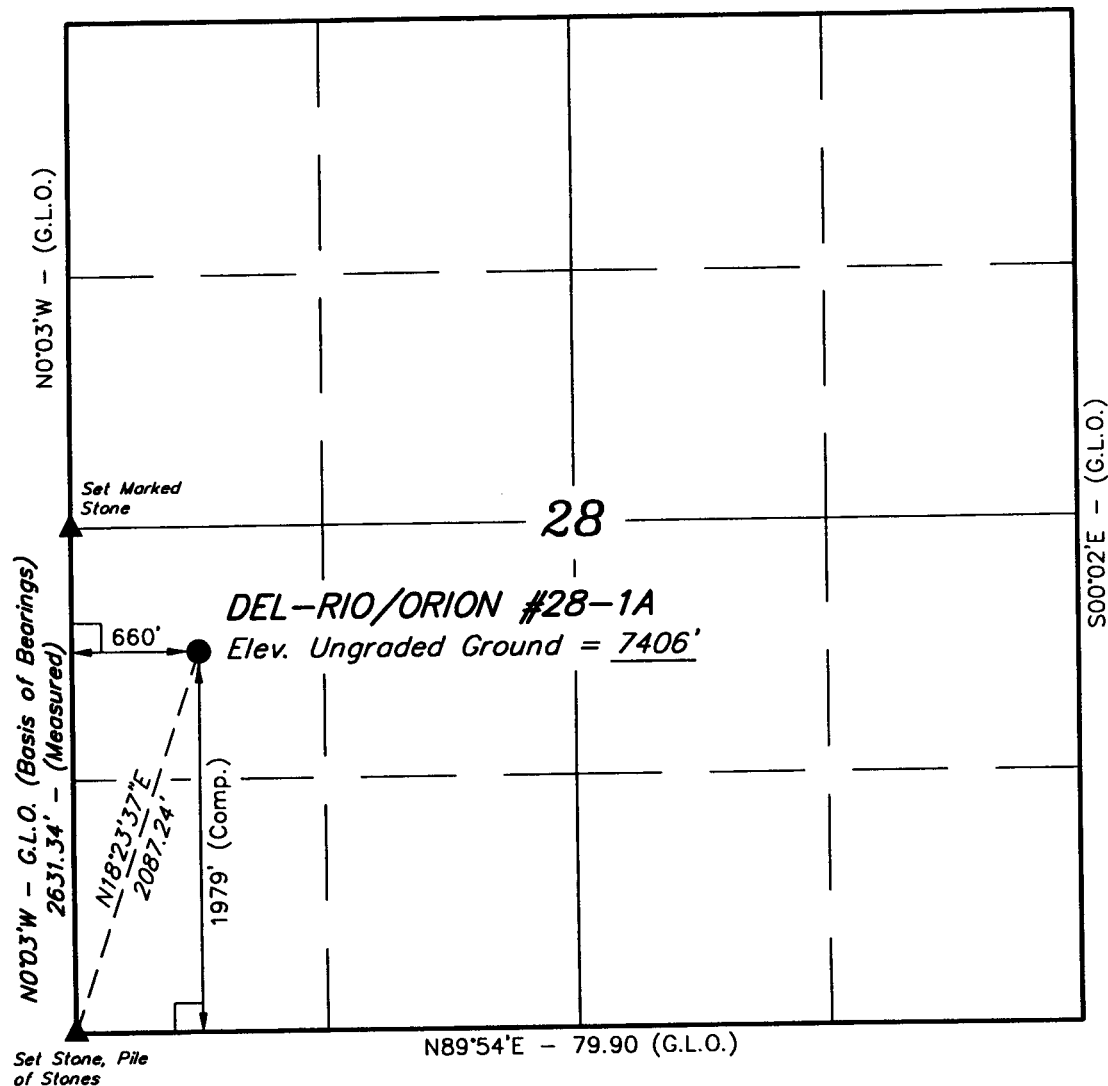 N0°03'W - (G.L.O.)
S00°02'E - (G.L.O.)
Set Marked
Stone
28
DEL-RIO/ORION #28-1A
Elev. Ungraded Ground = 7406'
660'
N0°03'W - G.L.O. (Basis of Bearings)
2631.34' - (Measured)
N18°23'37"E
2087.24'
1979' (Comp.)
N89°54'E - 79.90 (G.L.O.)
Set Stone, Pile
of Stones